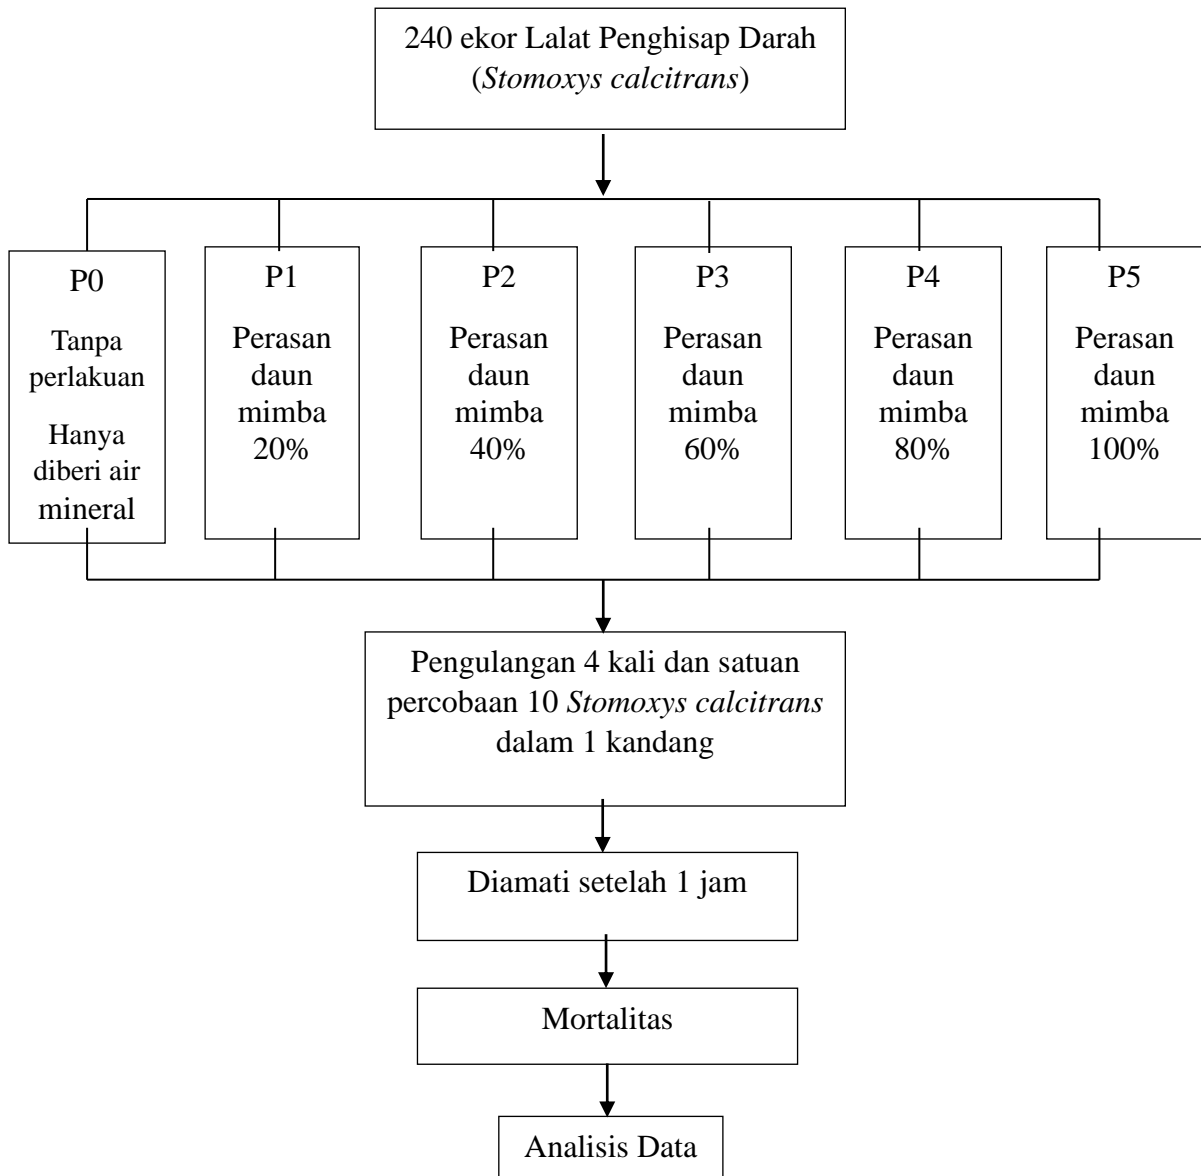 240 ekor Lalat Penghisap Darah
(Stomoxys calcitrans)
P0
Tanpa
perlakuan
Hanya
diberi air
mineral
P1
Perasan
daun
mimba
20%
P2
Perasan
daun
mimba
40%
P3
Perasan
daun
mimba
60%
P4
Perasan
daun
mimba
80%
P5
Perasan
daun
mimba
100%
Pengulangan 4 kali dan satuan
percobaan 10 Stomoxys calcitrans
dalam 1 kandang
Diamati setelah 1 jam
Mortalitas
Analisis Data